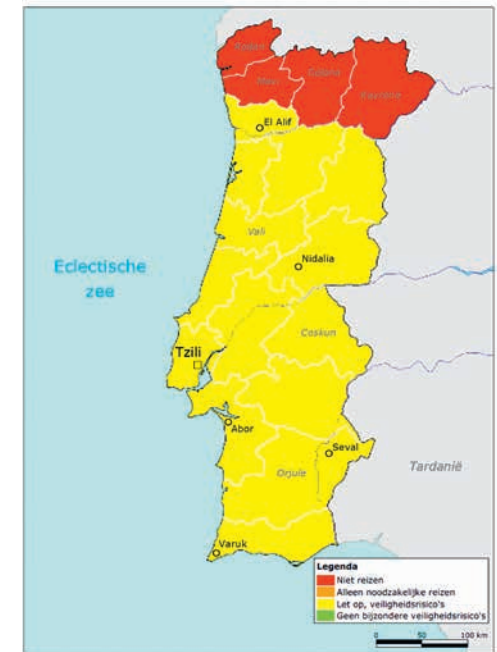 El Alif
Vali
Eclectische
zee
Nidalia
Coskun
Tzili
Abor
Seval
Tardanië
Orjule
Varuk
Legenda
Niet reizen
Alleen noodzakelijke reizen
Let op, veiligheidsrisico's
Geen bijzondere veiligheidsrisico's
0 50 100 km